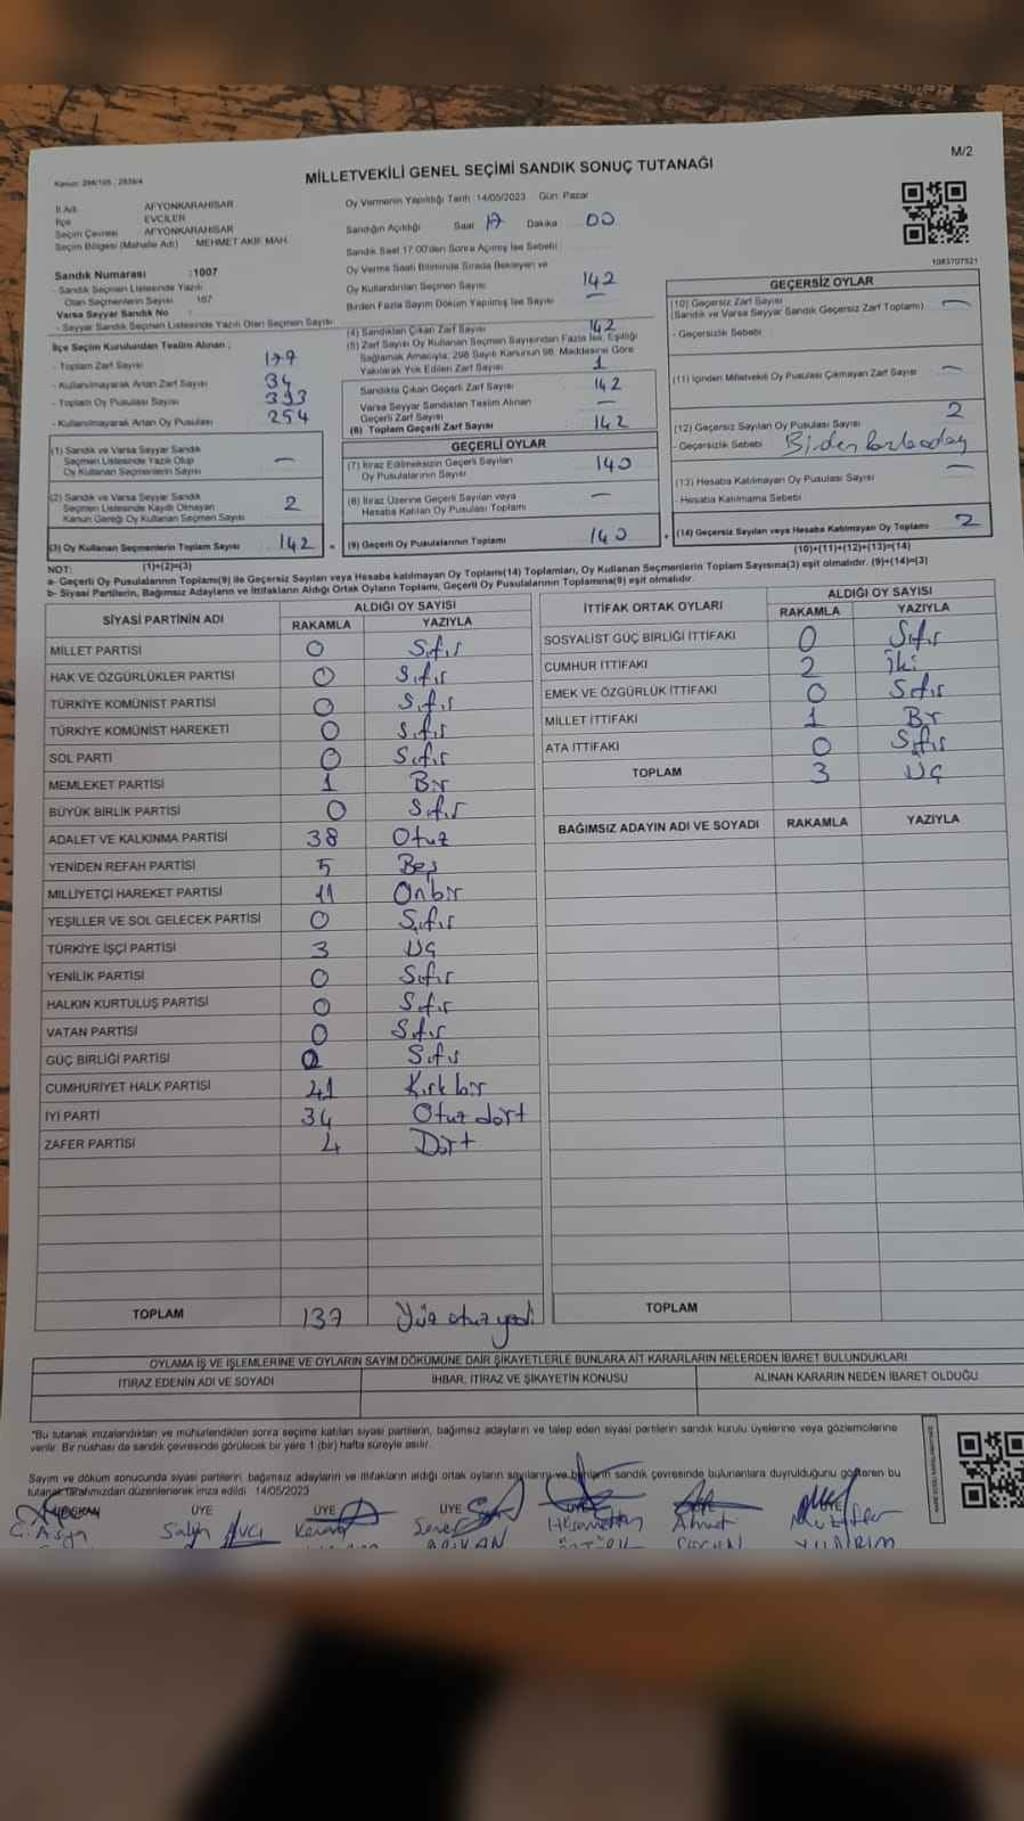 M/2
MİLLETVEKİLİ GENEL SEÇİMİ SANDIK SONUÇ TUTANAĞI
İl Adı AFYONKARAHİSAR
İlçe EVCİLER
Seçim Çevresi AFYONKARAHİSAR
Seçim Bölgesi (Mahalle Adı) MEHMET AKİF MAH.
Sandık Numarası :1007
- Sandık Seçmen Listesinde Yazılı
Olan Seçmenlerin Sayısı 167
Varsa Seyyar Sandık No
- Seyyar Sandık Seçmen Listesinde Yazılı Olan Seçmen Sayısı
Oy Vermenin Yapıldığı Tarih :14/05/2023 Gün: Pazar
Sandığın Açıldığı Saat 17 Dakika 00
Sandık Saat 17:00'den Sonra Açılmış İse Sebebi
Oy Verme Saati Bitiminde Sırada Bekleyen ve
Oy Kullandırılan Seçmen Sayısı 142
Birden Fazla Sayım Döküm Yapılmış İse Sayısı —
1083707521
İlçe Seçim Kurulundan Teslim Alınan :
- Toplam Zarf Sayısı 179
- Kullanılmayarak Artan Zarf Sayısı 34
- Toplam Oy Pusulası Sayısı 393
- Kullanılmayarak Artan Oy Pusulası 254
(1) Sandık ve Varsa Seyyar Sandık
Seçmen Listesinde Yazılı Olup
Oy Kullanan Seçmenlerin Sayısı —
(2) Sandık ve Varsa Seyyar Sandık
Seçmen Listesinde Kaydı Olmayan
Kanun Gereği Oy Kullanan Seçmen Sayısı 2
(3) Oy Kullanan Seçmenlerin Toplam Sayısı 142
(1)+(2)=(3)
(4) Sandıktan Çıkan Zarf Sayısı 142
(5) Zarf Sayısı Oy Kullanan Seçmen Sayısından Fazla İse, Eşitliği
Sağlamak Amacıyla, 298 Sayılı Kanunun 98. Maddesine Göre
Yakılarak Yok Edilen Zarf Sayısı 1
Sandıkta Çıkan Geçerli Zarf Sayısı 142
Varsa Seyyar Sandıktan Teslim Alınan
Geçerli Zarf Sayısı —
(6) Toplam Geçerli Zarf Sayısı 142
GEÇERLİ OYLAR
(7) İtiraz Edilmeksizin Geçerli Sayılan
Oy Pusulalarının Sayısı 140
(8) İtiraz Üzerine Geçerli Sayılan veya
Hesaba Katılan Oy Pusulası Toplamı —
(9) Geçerli Oy Pusulalarının Toplamı 140
GEÇERSİZ OYLAR
(10) Geçersiz Zarf Sayısı
(Sandık ve Varsa Seyyar Sandık Geçersiz Zarf Toplamı) —
- Geçersizlik Sebebi
(11) İçinden Milletvekili Oy Pusulası Çıkmayan Zarf Sayısı —
(12) Geçersiz Sayılan Oy Pusulası Sayısı 2
- Geçersizlik Sebebi
(13) Hesaba Katılmayan Oy Pusulası Sayısı —
- Hesaba Katılmama Sebebi
(14) Geçersiz Sayılan veya Hesaba Katılmayan Oy Toplamı 2
(10)+(11)+(12)+(13)=(14)
NOT:
a- Geçerli Oy Pusulalarının Toplamı(9) ile Geçersiz Sayılan veya Hesaba katılmayan Oy Toplamı(14) Toplamları, Oy Kullanan Seçmenlerin Toplam Sayısına(3) eşit olmalıdır. (9)+(14)=(3)
b- Siyasi Partilerin, Bağımsız Adayların ve İttifakların Aldığı Ortak Oyların Toplamı, Geçerli Oy Pusulalarının Toplamına(9) eşit olmalıdır.
SİYASİ PARTİNİN ADI ALDIĞI OY SAYISI
RAKAMLA YAZIYLA
MİLLET PARTİSİ 0 Sıfır
HAK VE ÖZGÜRLÜKLER PARTİSİ 0 Sıfır
TÜRKİYE KOMÜNİST PARTİSİ 0 Sıfır
TÜRKİYE KOMÜNİST HAREKETİ 0 Sıfır
SOL PARTİ 0 Sıfır
MEMLEKET PARTİSİ 1 Bir
BÜYÜK BİRLİK PARTİSİ 0 Sıfır
ADALET VE KALKINMA PARTİSİ 38 Otuz
YENİDEN REFAH PARTİSİ 5 Beş
MİLLİYETÇİ HAREKET PARTİSİ 11 Onbir
YEŞİLLER VE SOL GELECEK PARTİSİ 0 Sıfır
TÜRKİYE İŞÇİ PARTİSİ 3 Üç
YENİLİK PARTİSİ 0 Sıfır
HALKIN KURTULUŞ PARTİSİ 0 Sıfır
VATAN PARTİSİ 0 Sıfır
GÜÇ BİRLİĞİ PARTİSİ 0 Sıfır
CUMHURİYET HALK PARTİSİ 41 Kırk bir
İYİ PARTİ 34 Otuz dört
ZAFER PARTİSİ 4 Dört
TOPLAM 137 Yüz otuz yedi
İTTİFAK ORTAK OYLARI ALDIĞI OY SAYISI
RAKAMLA YAZIYLA
SOSYALİST GÜÇ BİRLİĞİ İTTİFAKI 0 Sıfır
CUMHUR İTTİFAKI 2 İki
EMEK VE ÖZGÜRLÜK İTTİFAKI 0 Sıfır
MİLLET İTTİFAKI 1 Bir
ATA İTTİFAKI 0 Sıfır
TOPLAM 3 Üç
BAĞIMSIZ ADAYIN ADI VE SOYADI RAKAMLA YAZIYLA
TOPLAM
OYLAMA İŞ VE İŞLEMLERİNE VE OYLARIN SAYIM DÖKÜMÜNE DAİR ŞİKAYETLERLE BUNLARA AİT KARARLARIN NELERDEN İBARET BULUNDUKLARI
İTİRAZ EDENİN ADI VE SOYADI İHBAR, İTİRAZ VE ŞİKAYETİN KONUSU ALINAN KARARIN NEDEN İBARET OLDUĞU
"Bu tutanak imzalandıktan ve mühürlendikten sonra seçime katılan siyasi partilerin, bağımsız adayların ve talep eden siyasi partilerin sandık kurulu üyelerine veya gözlemcilerine
verilir. Bir nüshası da sandık çevresinde görülecek bir yere 1 (bir) hafta süreyle asılır.
Sayım ve döküm sonucunda siyasi partilerin, bağımsız adayların ve ittifakların aldığı ortak oyların sayılarını ve bunların sandık çevresinde bulunanlara duyrulduğunu gösteren bu
tutanak tarafımızdan düzenlenerek imza edildi. 14/05/2023
ÜYE ÜYE ÜYE
Salih AVCI
Ahmet
Muzaffer
YILDIRIM